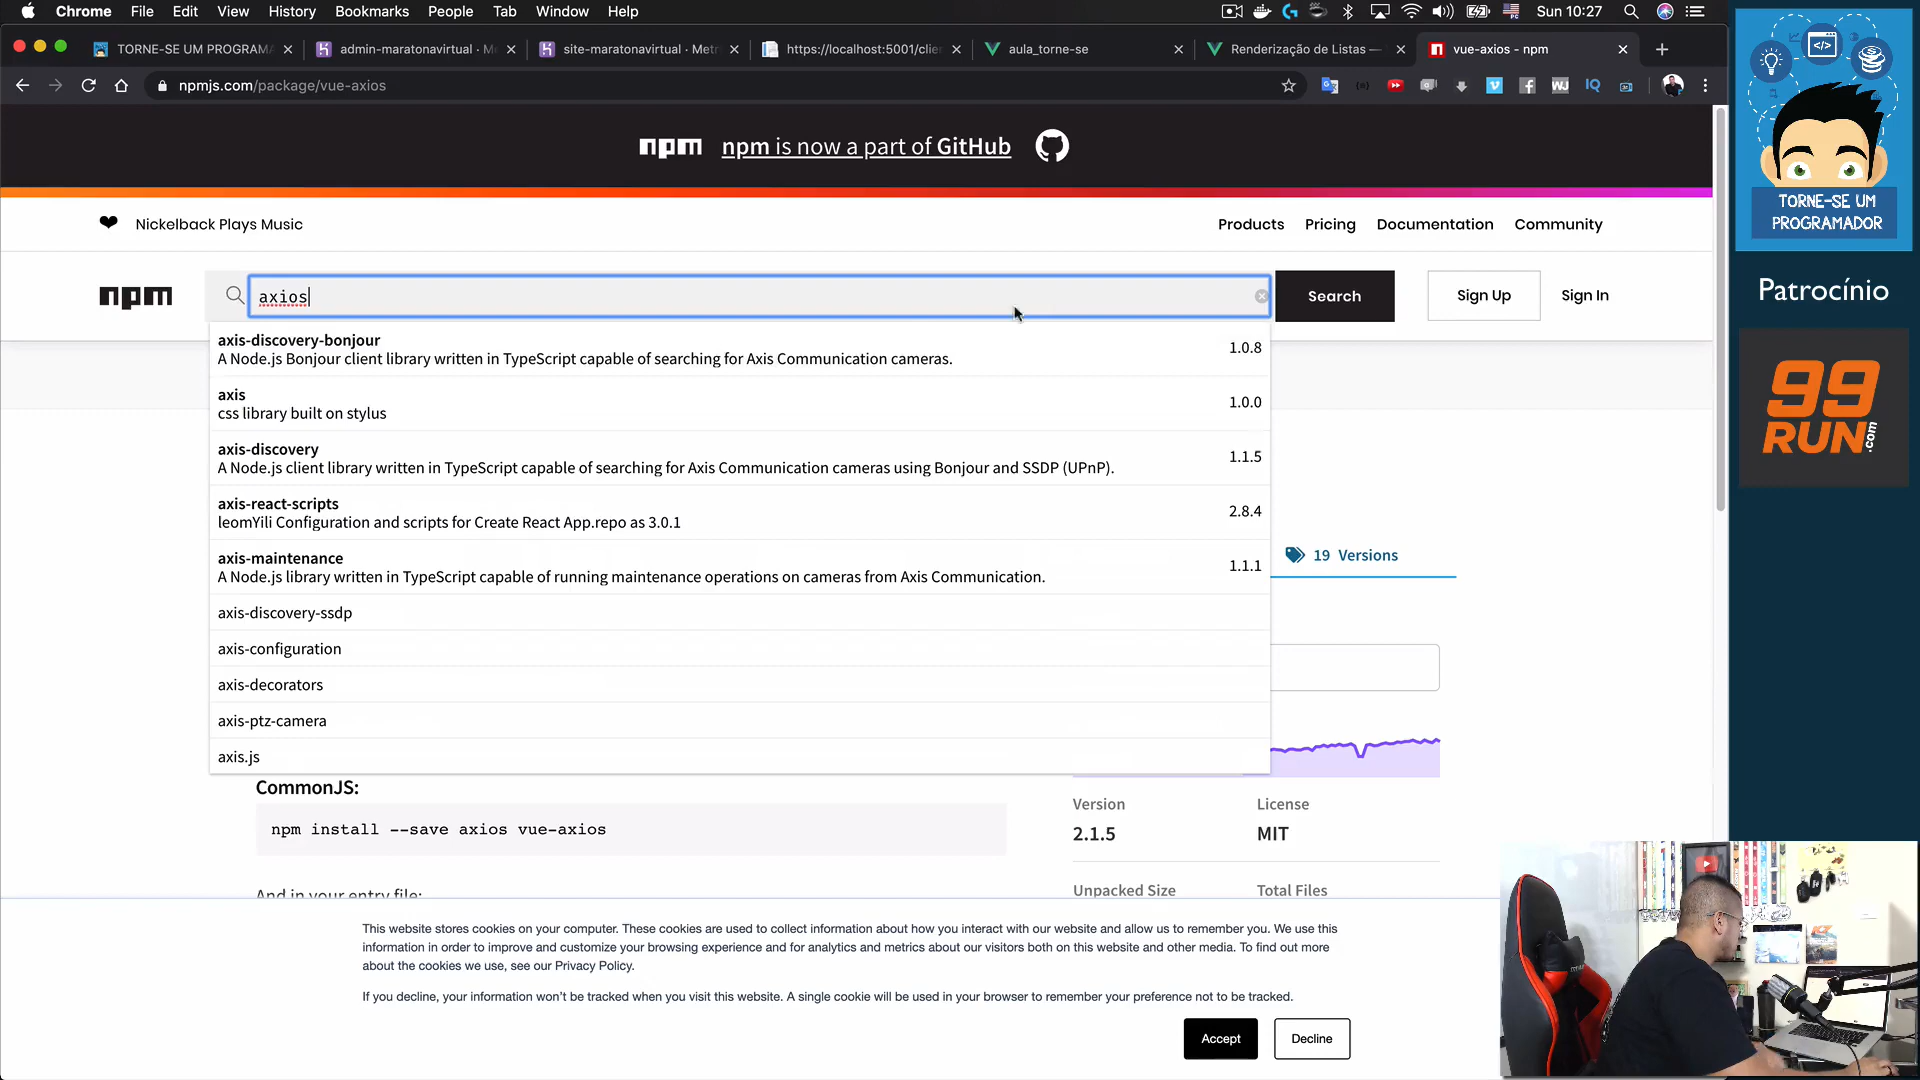 Chrome File Edit View History Bookmarks People Tab Window Help
Sun 10:27
TORNE-SE UM PROGRAMA
admin-maratonavirtual · Me
site-maratonavirtual · Metri
https://localhost:5001/clien
aula_torne-se
Renderização de Listas —
vue-axios - npm
npmjs.com/package/vue-axios
npm npm is now a part of GitHub
Nickelback Plays Music
Products Pricing Documentation Community
npm
axios
Search
Sign Up
Sign In
axis-discovery-bonjour
A Node.js Bonjour client library written in TypeScript capable of searching for Axis Communication cameras.
1.0.8
axis
css library built on stylus
1.0.0
axis-discovery
A Node.js client library written in TypeScript capable of searching for Axis Communication cameras using Bonjour and SSDP (UPnP).
1.1.5
axis-react-scripts
leomYili Configuration and scripts for Create React App.repo as 3.0.1
2.8.4
axis-maintenance
A Node.js library written in TypeScript capable of running maintenance operations on cameras from Axis Communication.
1.1.1
axis-discovery-ssdp
axis-configuration
axis-decorators
axis-ptz-camera
axis.js
19 Versions
CommonJS:
npm install --save axios vue-axios
And in your entry file:
Version
2.1.5
License
MIT
Unpacked Size
Total Files
This website stores cookies on your computer. These cookies are used to collect information about how you interact with our website and allow us to remember you. We use this
information in order to improve and customize your browsing experience and for analytics and metrics about our visitors both on this website and other media. To find out more
about the cookies we use, see our Privacy Policy.
If you decline, your information won't be tracked when you visit this website. A single cookie will be used in your browser to remember your preference not to be tracked.
Accept
Decline
TORNE-SE UM
PROGRAMADOR
Patrocínio
99
RUN.com